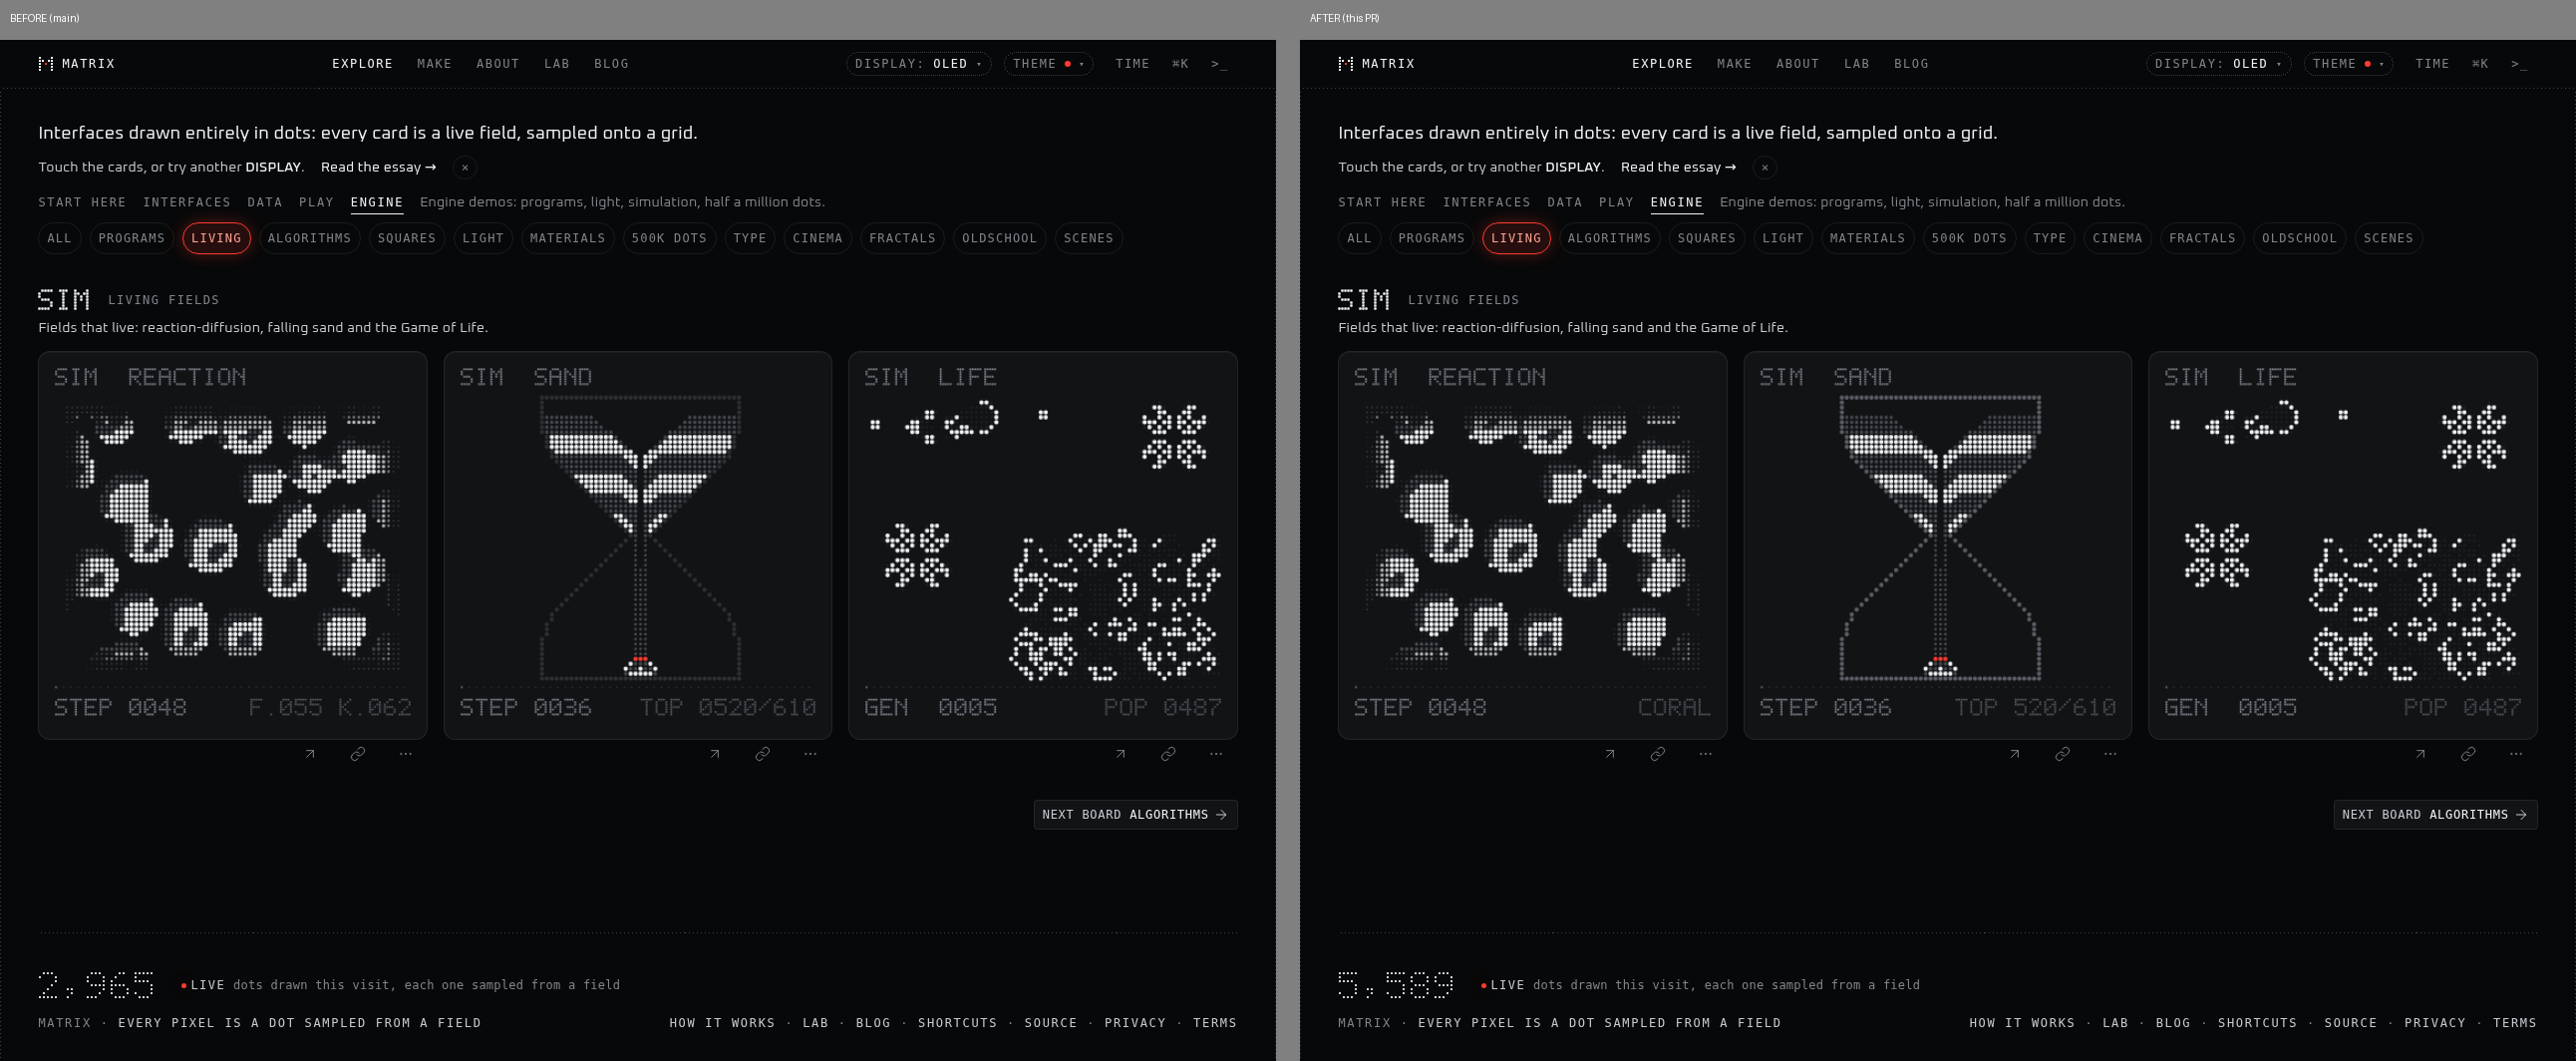 BEFORE (main)
MATRIX EXPLORE MAKE ABOUT LAB BLOG DISPLAY: OLED ▾ THEME ● ▾ TIME ⌘K >_
Interfaces drawn entirely in dots: every card is a live field, sampled onto a grid.
Touch the cards, or try another DISPLAY. Read the essay → ×
START HERE INTERFACES DATA PLAY ENGINE Engine demos: programs, light, simulation, half a million dots.
ALL PROGRAMS LIVING ALGORITHMS SQUARES LIGHT MATERIALS 500K DOTS TYPE CINEMA FRACTALS OLDSCHOOL SCENES
SIM LIVING FIELDS
Fields that live: reaction-diffusion, falling sand and the Game of Life.
SIM REACTION
STEP 0048 F.055 K.062
SIM SAND
STEP 0036 TOP 0520/610
SIM LIFE
GEN 0005 POP 0487
NEXT BOARD ALGORITHMS →
2,965 LIVE dots drawn this visit, each one sampled from a field
MATRIX · EVERY PIXEL IS A DOT SAMPLED FROM A FIELD HOW IT WORKS · LAB · BLOG · SHORTCUTS · SOURCE · PRIVACY · TERMS
AFTER (this PR)
MATRIX EXPLORE MAKE ABOUT LAB BLOG DISPLAY: OLED ▾ THEME ● ▾ TIME ⌘K >_
Interfaces drawn entirely in dots: every card is a live field, sampled onto a grid.
Touch the cards, or try another DISPLAY. Read the essay → ×
START HERE INTERFACES DATA PLAY ENGINE Engine demos: programs, light, simulation, half a million dots.
ALL PROGRAMS LIVING ALGORITHMS SQUARES LIGHT MATERIALS 500K DOTS TYPE CINEMA FRACTALS OLDSCHOOL SCENES
SIM LIVING FIELDS
Fields that live: reaction-diffusion, falling sand and the Game of Life.
SIM REACTION
STEP 0048 CORAL
SIM SAND
STEP 0036 TOP 520/610
SIM LIFE
GEN 0005 POP 0487
NEXT BOARD ALGORITHMS →
5,589 LIVE dots drawn this visit, each one sampled from a field
MATRIX · EVERY PIXEL IS A DOT SAMPLED FROM A FIELD HOW IT WORKS · LAB · BLOG · SHORTCUTS · SOURCE · PRIVACY · TERMS